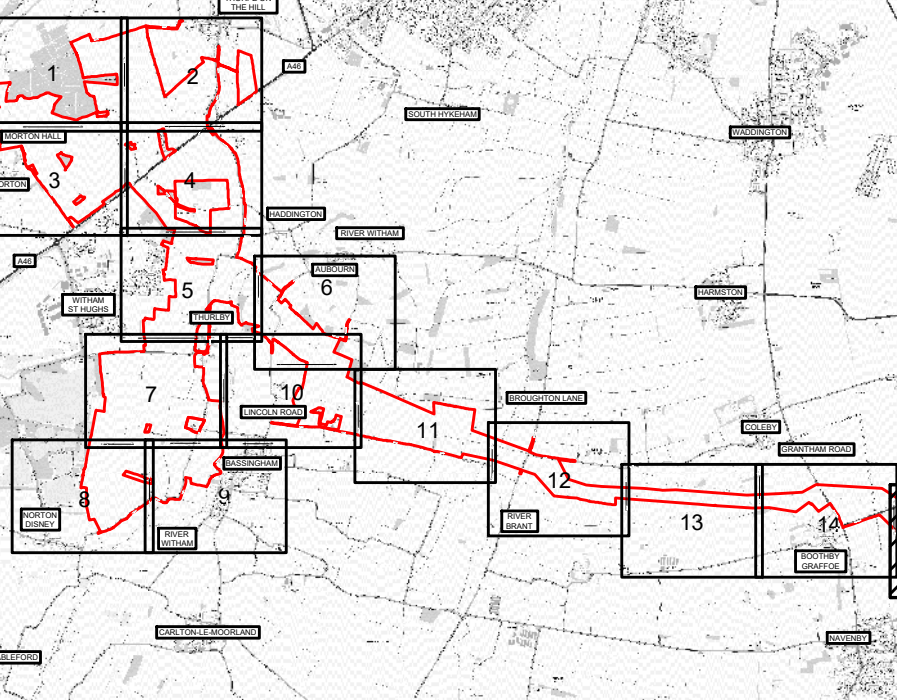 THE HILL
A46
1
2
SOUTH HYKEHAM
WADDINGTON
MORTON HALL
3
4
HADDINGTON
RIVER WITHAM
A46
AUBOURN
6
5
HARMSTON
WITHAM
ST HUGHS
THURLBY
7
10
BROUGHTON LANE
LINCOLN ROAD
11
COLEBY
GRANTHAM ROAD
BASSINGHAM
8
9
12
NORTON
DISNEY
RIVER
BRANT
13
14
RIVER
WITHAM
BOOTHBY
GRAFFOE
CARLTON-LE-MOORLAND
NAVENBY